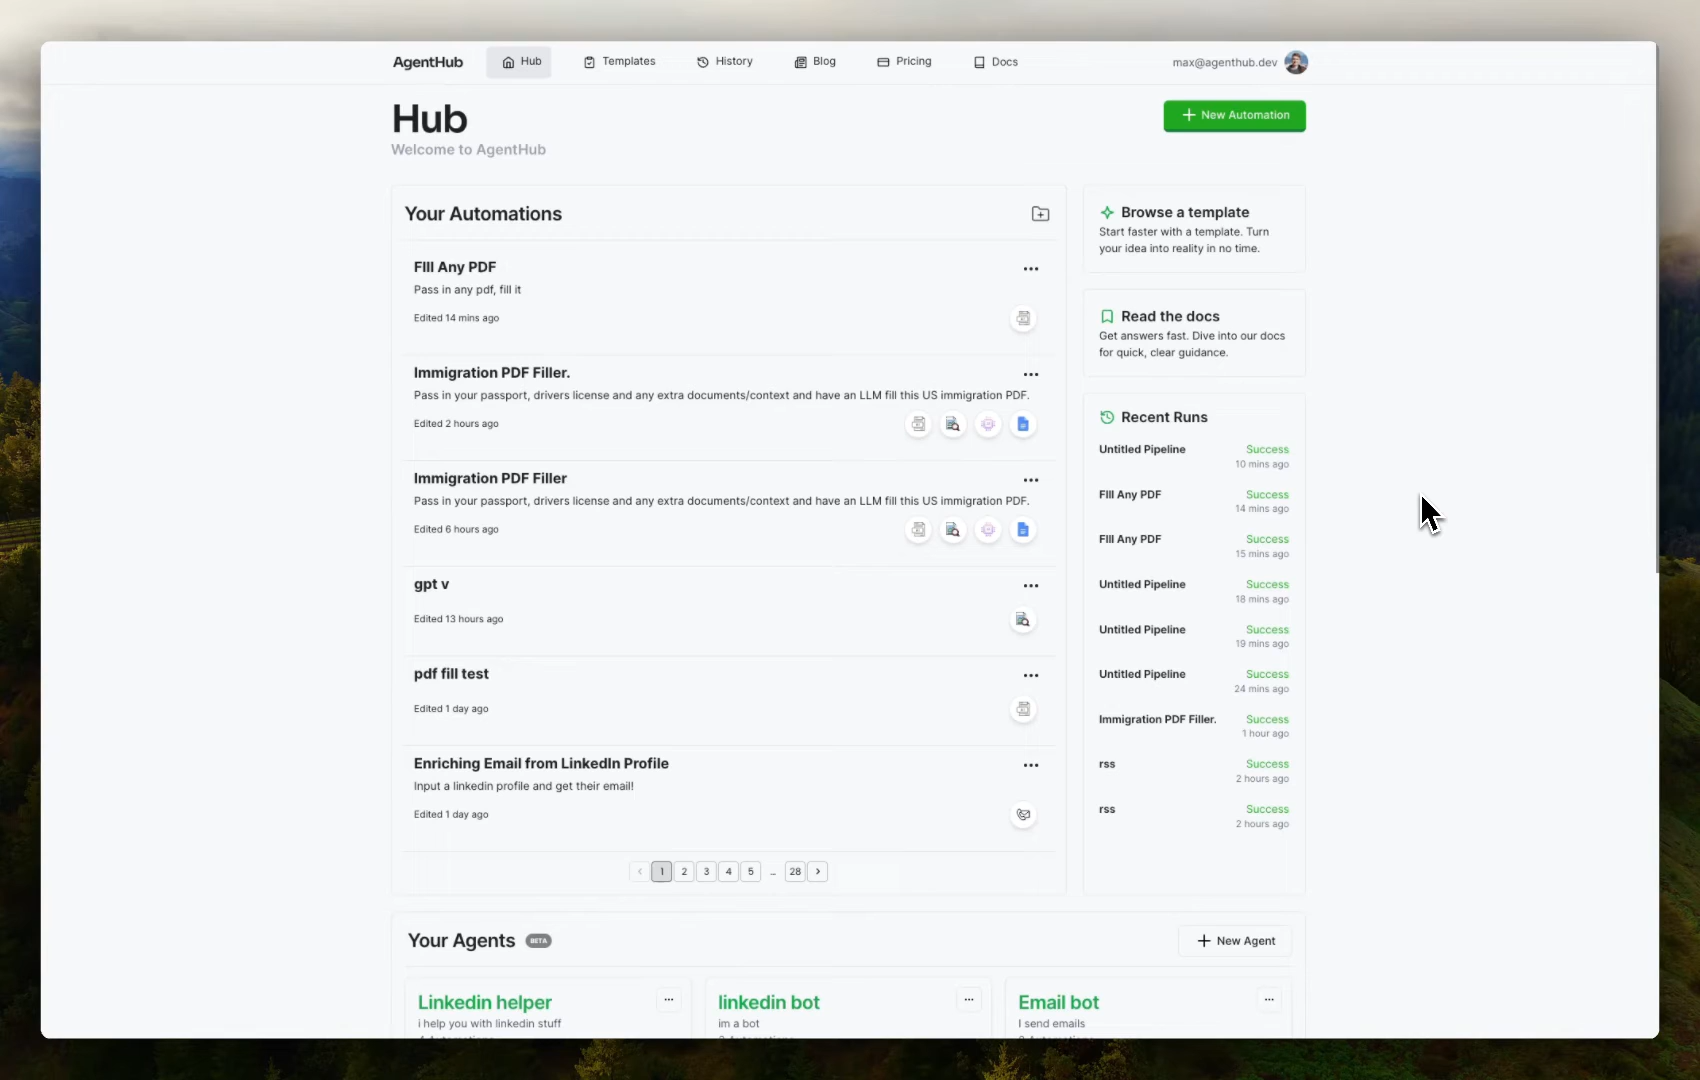 AgentHub
Hub
Templates
History
Blog
Pricing
Docs
max@agenthub.dev
Hub
Welcome to AgentHub
New Automation
Your Automations
FIll Any PDF
Pass in any pdf, fill it
Edited 14 mins ago
Immigration PDF Filler.
Pass in your passport, drivers license and any extra documents/context and have an LLM fill this US immigration PDF.
Edited 2 hours ago
Immigration PDF Filler
Pass in your passport, drivers license and any extra documents/context and have an LLM fill this US immigration PDF.
Edited 6 hours ago
gpt v
Edited 13 hours ago
pdf fill test
Edited 1 day ago
Enriching Email from LinkedIn Profile
Input a linkedin profile and get their email!
Edited 1 day ago
1 2 3 4 5 ... 28
Browse a template
Start faster with a template. Turn
your idea into reality in no time.
Read the docs
Get answers fast. Dive into our docs
for quick, clear guidance.
Recent Runs
Untitled Pipeline Success
10 mins ago
FIll Any PDF Success
14 mins ago
FIll Any PDF Success
15 mins ago
Untitled Pipeline Success
18 mins ago
Untitled Pipeline Success
19 mins ago
Untitled Pipeline Success
24 mins ago
Immigration PDF Filler. Success
1 hour ago
rss Success
2 hours ago
rss Success
2 hours ago
Your Agents BETA
New Agent
Linkedin helper
i help you with linkedin stuff
linkedin bot
im a bot
Email bot
I send emails